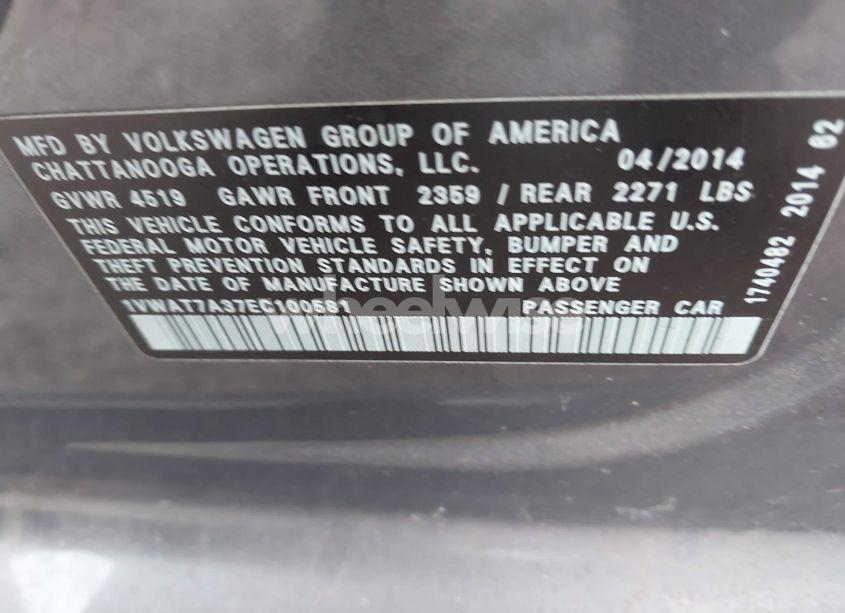 MFD BY VOLKSWAGEN GROUP OF AMERICA
CHATTANOOGA OPERATIONS, LLC. 04/2014
GVWR 4519 GAWR FRONT 2359 / REAR 2271 LBS
THIS VEHICLE CONFORMS TO ALL APPLICABLE U.S.
FEDERAL MOTOR VEHICLE SAFETY, BUMPER AND
THEFT PREVENTION STANDARDS IN EFFECT ON
THE DATE OF MANUFACTURE SHOWN ABOVE
1VWAT7A37EC100581 PASSENGER CAR
1740482 2014 62